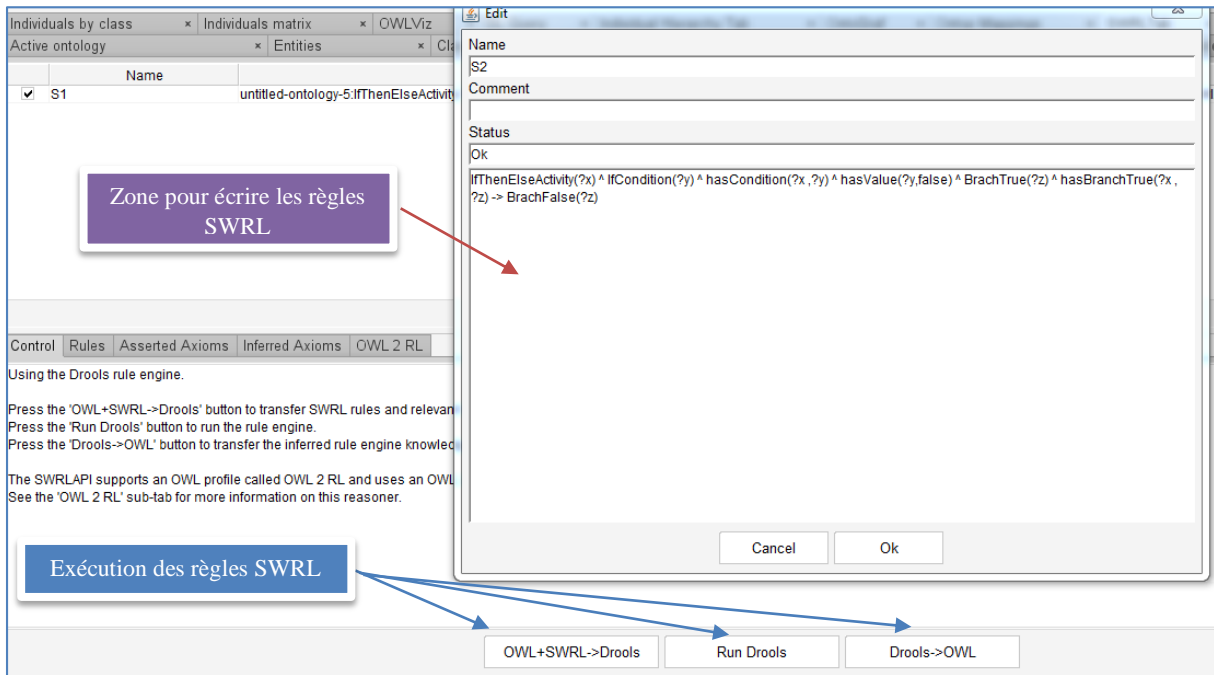 Individuals by class × Individuals matrix × OWLViz
Active ontology × Entities ×
Name
S1 untitled-ontology-5:IfThenElseActivity
Zone pour écrire les règles
SWRL
Control Rules Asserted Axioms Inferred Axioms OWL 2 RL
Using the Drools rule engine.
Press the 'OWL+SWRL->Drools' button to transfer SWRL rules and relevan
Press the 'Run Drools' button to run the rule engine.
Press the 'Drools->OWL' button to transfer the inferred rule engine knowled
The SWRLAPI supports an OWL profile called OWL 2 RL and uses an OWL
See the 'OWL 2 RL' sub-tab for more information on this reasoner.
Exécution des règles SWRL
Edit
Name
S2
Comment
Status
Ok
IfThenElseActivity(?x) ^ IfCondition(?y) ^ hasCondition(?x ,?y) ^ hasValue(?y,false) ^ BrachTrue(?z) ^ hasBranchTrue(?x ,
?z) -> BrachFalse(?z)
Cancel Ok
OWL+SWRL->Drools Run Drools Drools->OWL